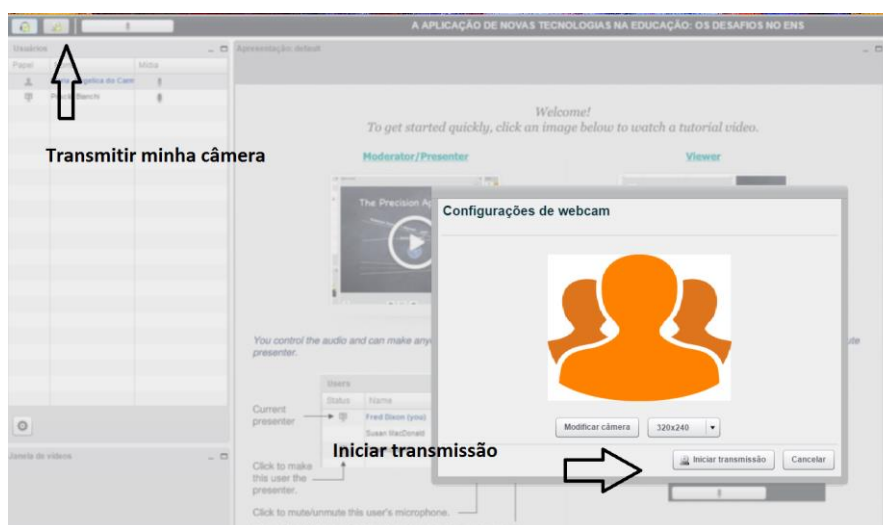 A APLICAÇÃO DE NOVAS TECNOLOGIAS NA EDUCAÇÃO: OS DESAFIOS NO ENS
Usuários
Apresentação: default
Papel
Mídia
Welcome!
To get started quickly, click an image below to watch a tutorial video.
Transmitir minha câmera
Moderator/Presenter
Viewer
The Precision
Configurações de webcam
You control the audio and can make
presenter.
Modificar câmera
320x240
Users
Status
Name
Current
presenter
Fred Dixon (you)
Susan MacDonald
Iniciar transmissão
Iniciar transmissão
Cancelar
Janela de vídeos
Click to make
this user the
presenter.
Click to mute/unmute this user's microphone.